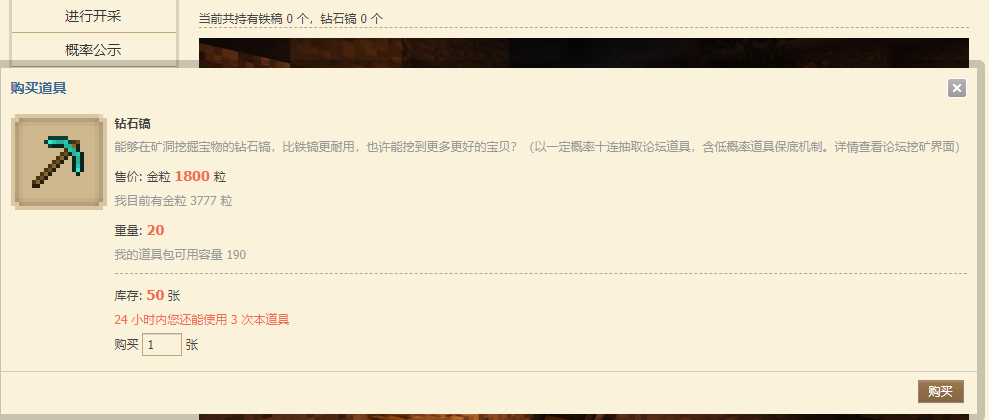 进行开采
当前共持有铁稿 0 个，钻石镐 0 个
概率公示
购买道具
钻石镐
能够在矿洞挖掘宝物的钻石镐，比铁镐更耐用，也许能挖到更多更好的宝贝？（以一定概率十连抽取论坛道具，含低概率道具保底机制。详情查看论坛挖矿界面）
售价: 金粒 1800 粒
我目前有金粒 3777 粒
重量: 20
我的道具包可用容量 190
库存: 50 张
24 小时内您还能使用 3 次本道具
购买 1 张
购买